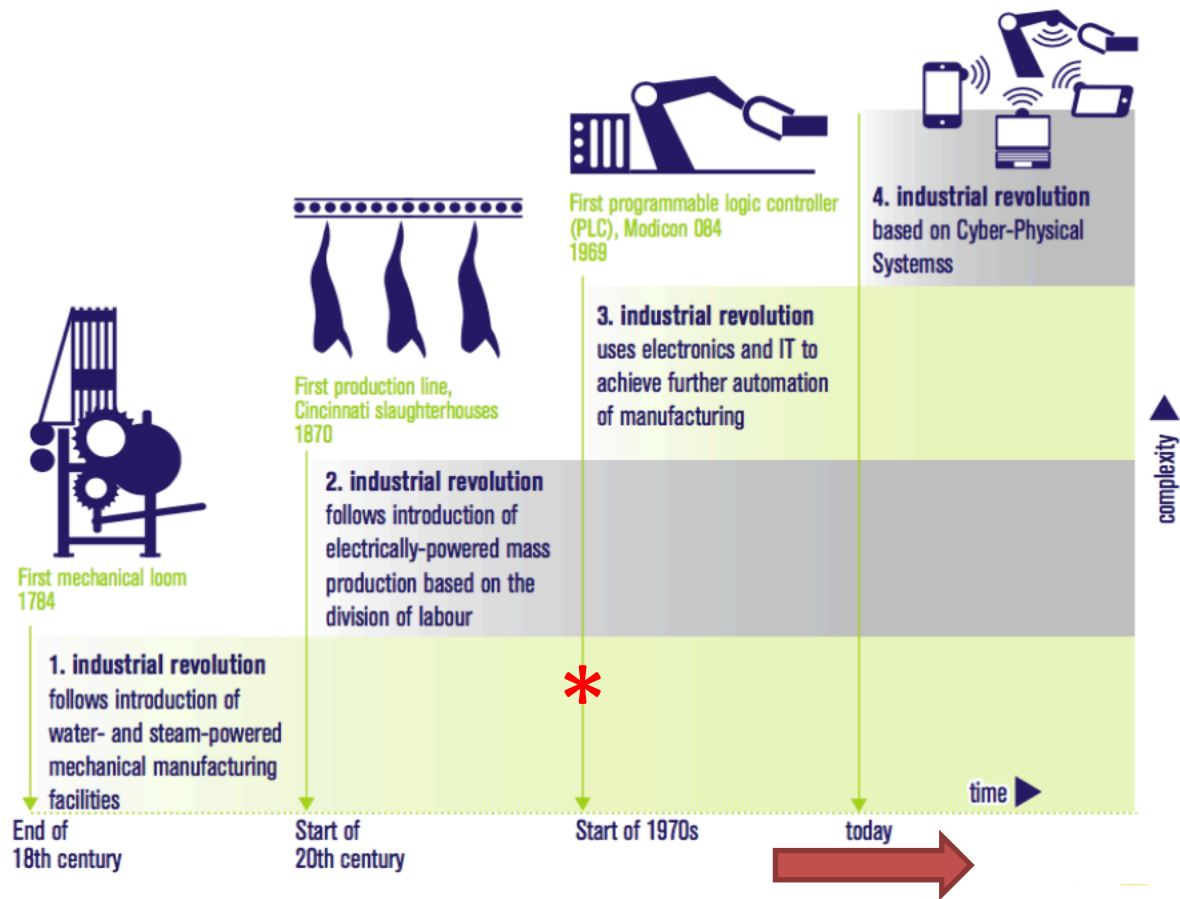 4. industrial revolution
based on Cyber-Physical
Systemss
First programmable logic controller
(PLC), Modicon 084
1969
3. industrial revolution
uses electronics and IT to
achieve further automation
of manufacturing
First production line,
Cincinnati slaughterhouses
1870
2. industrial revolution
follows introduction of
electrically-powered mass
production based on the
division of labour
First mechanical loom
1784
1. industrial revolution
follows introduction of
water- and steam-powered
mechanical manufacturing
facilities
*
complexity
time
End of
18th century
Start of
20th century
Start of 1970s
today